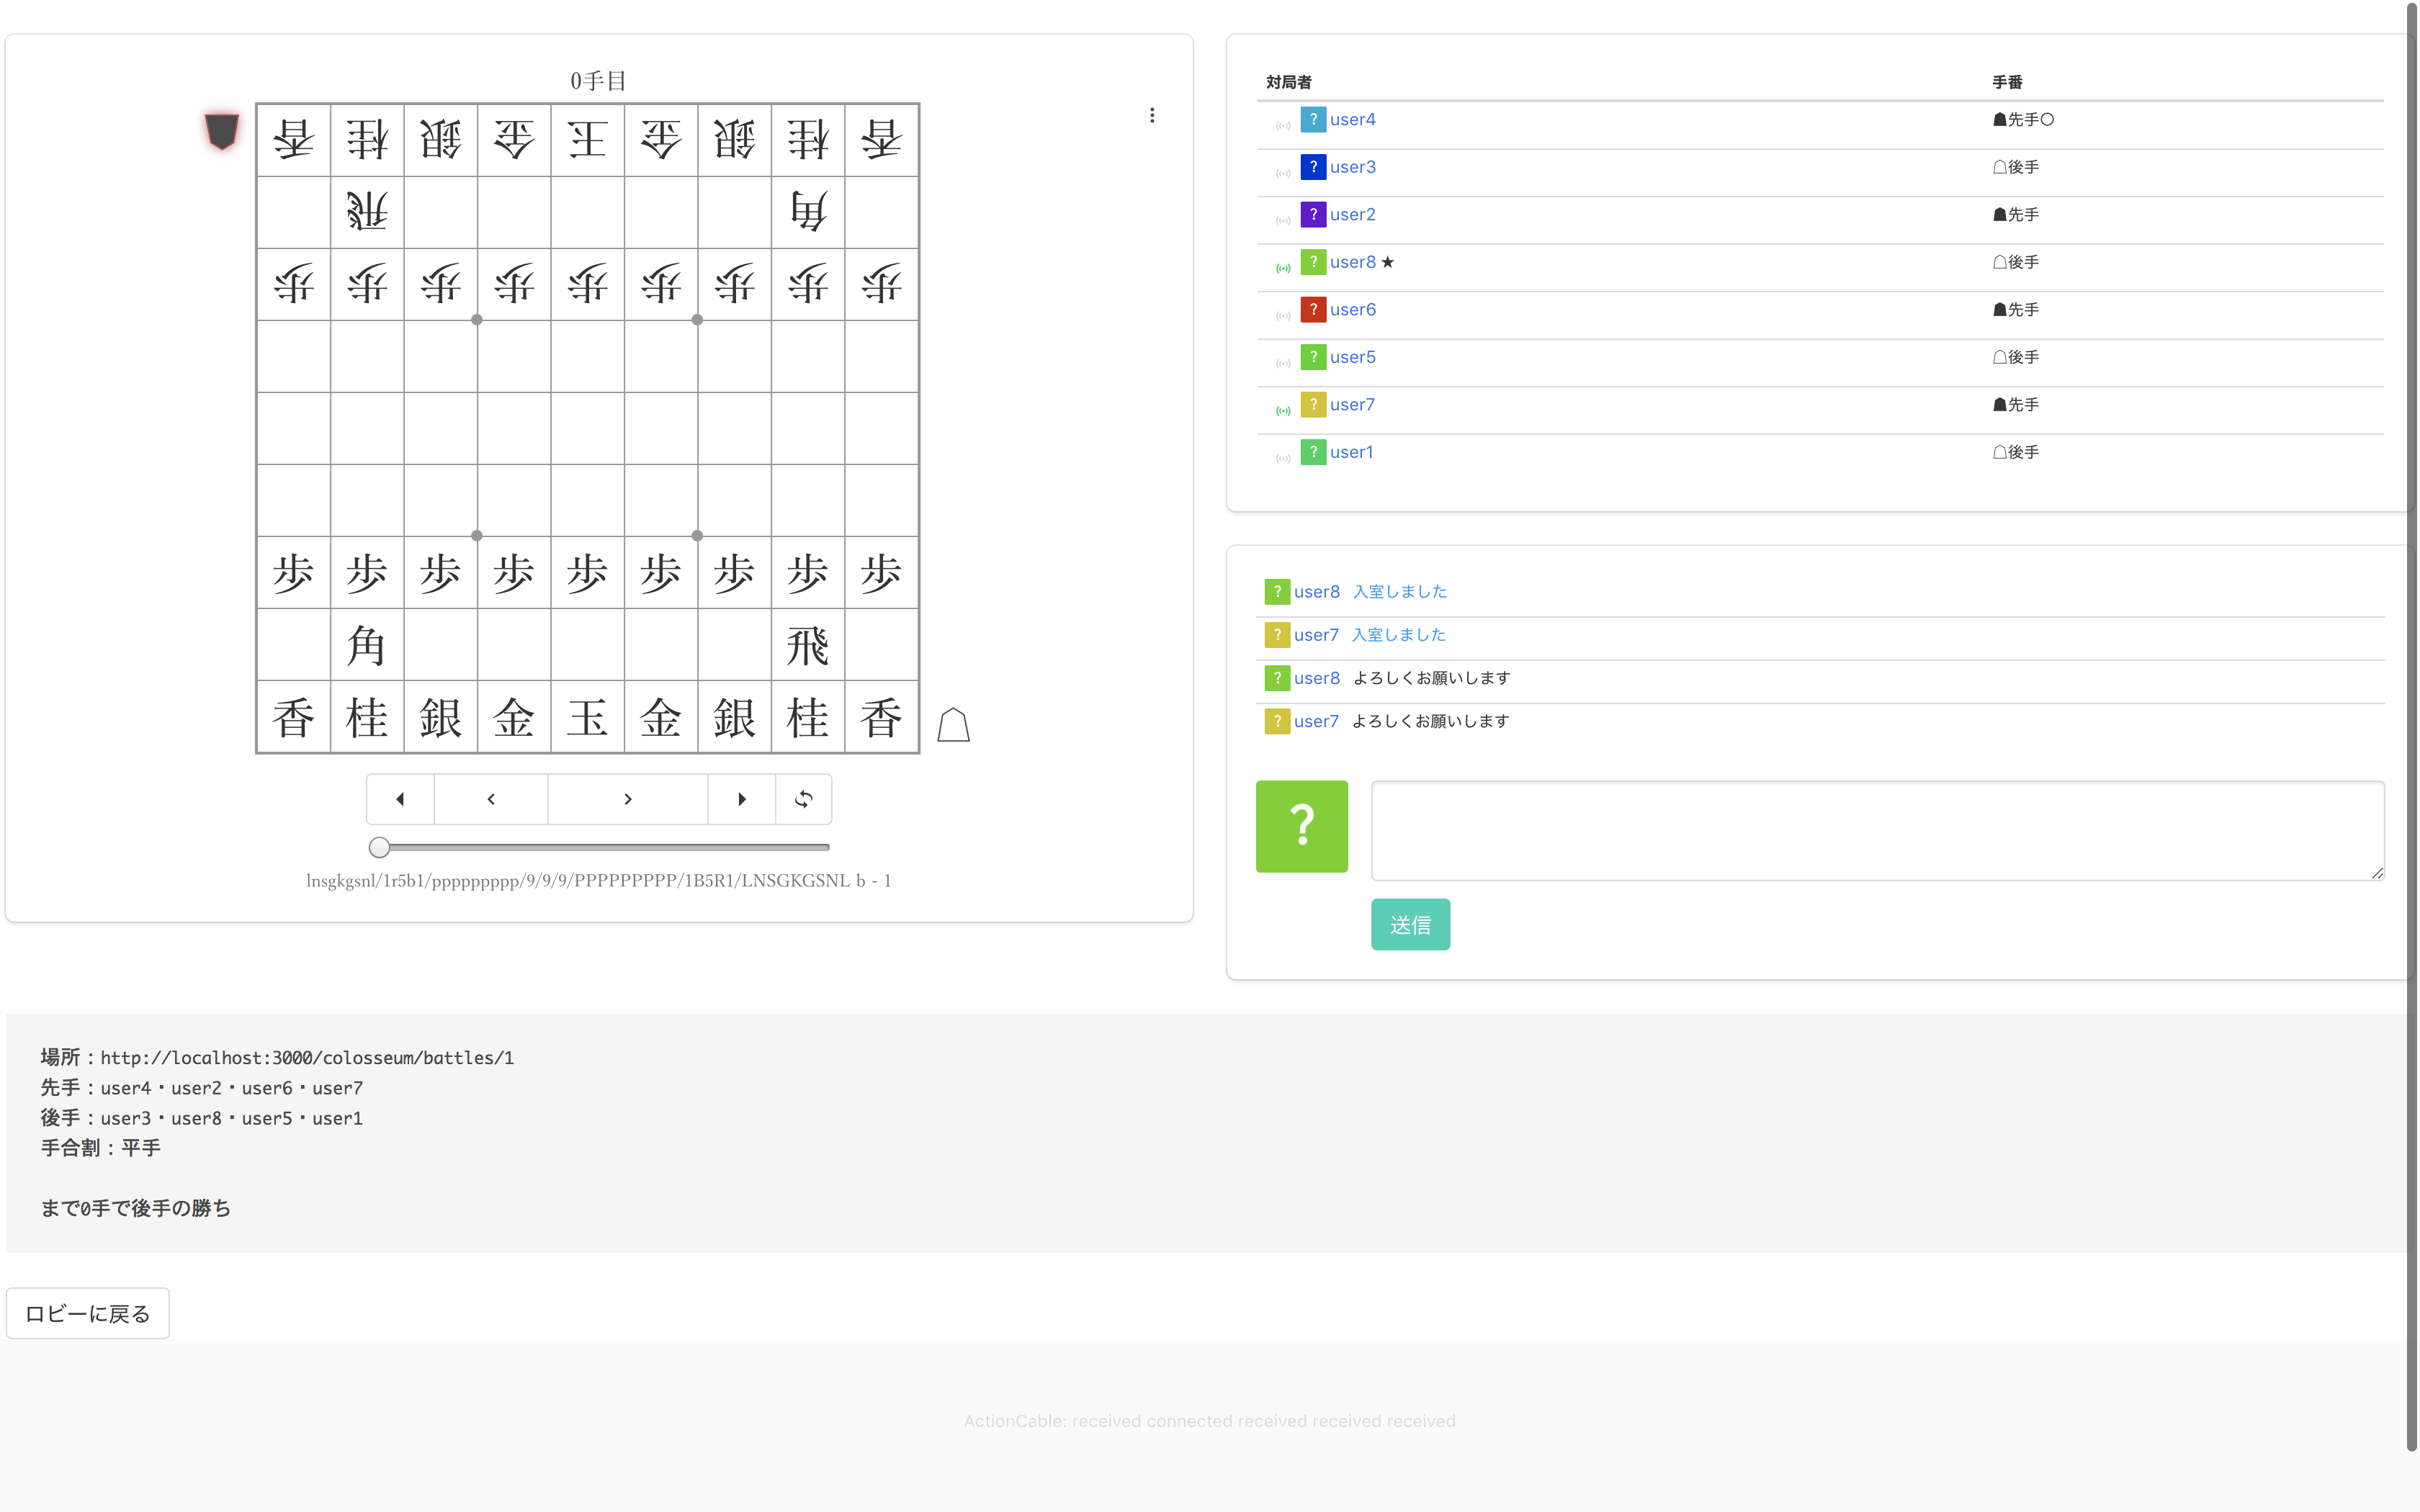 0手目
香桂銀金王金銀桂香
飛角
歩歩歩歩歩歩歩歩歩
歩歩歩歩歩歩歩歩歩
角飛
香桂銀金玉金銀桂香
lnsgkgsnl/1r5b1/ppppppppp/9/9/9/PPPPPPPPP/1B5R1/LNSGKGSNL b - 1
対局者 手番
? user4 ☗先手○
? user3 ☖後手
? user2 ☗先手
? user8 ★ ☖後手
? user6 ☗先手
? user5 ☖後手
? user7 ☗先手
? user1 ☖後手
? user8 入室しました
? user7 入室しました
? user8 よろしくお願いします
? user7 よろしくお願いします
?
送信
場所：http://localhost:3000/colosseum/battles/1
先手：user4・user2・user6・user7
後手：user3・user8・user5・user1
手合割：平手
まで0手で後手の勝ち
ロビーに戻る
ActionCable: received connected received received received